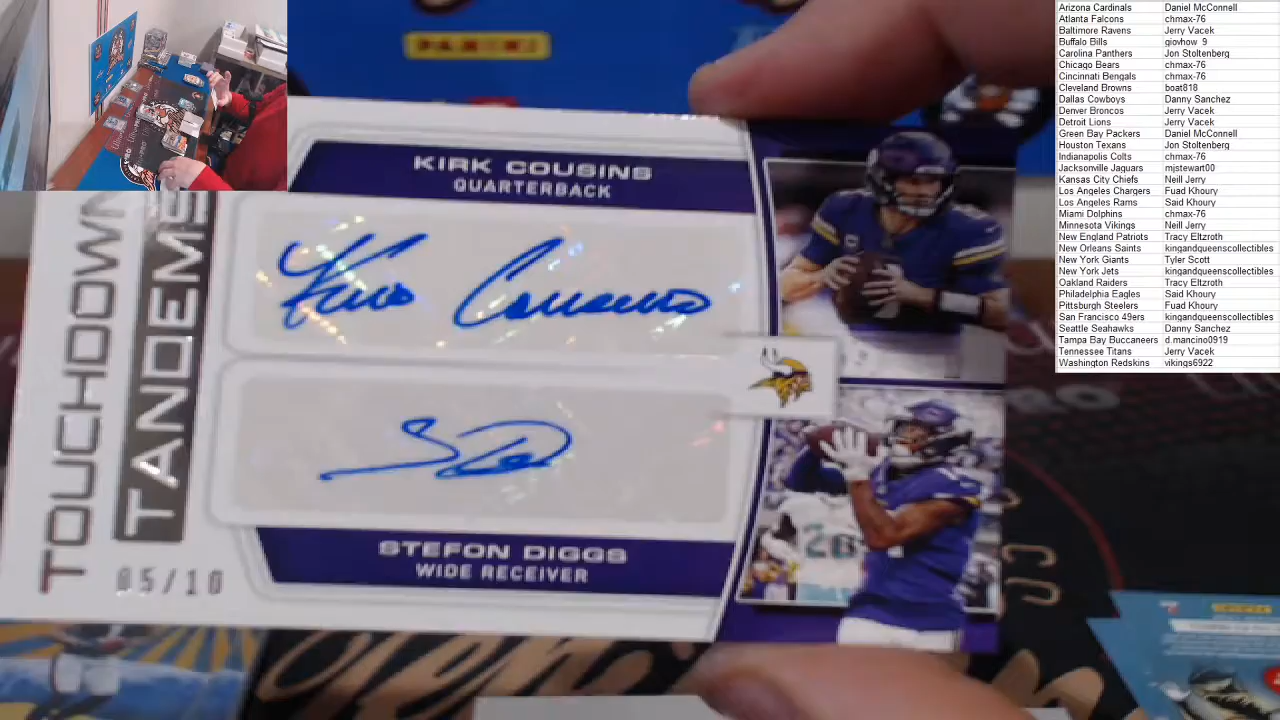 PANINI
KIRK COUSINS
QUARTERBACK
Kirk Cousins
STEFON DIGGS
WIDE RECEIVER
TOUCHDOWN
TANDEMS
05/10
20
Arizona Cardinals Daniel McConnell
Atlanta Falcons chmax-76
Baltimore Ravens Jerry Vacek
Buffalo Bills giovhow_9
Carolina Panthers Jon Stoltenberg
Chicago Bears chmax-76
Cincinnati Bengals chmax-76
Cleveland Browns boat818
Dallas Cowboys Danny Sanchez
Denver Broncos Jerry Vacek
Detroit Lions Jerry Vacek
Green Bay Packers Daniel McConnell
Houston Texans Jon Stoltenberg
Indianapolis Colts chmax-76
Jacksonville Jaguars mjstewart00
Kansas City Chiefs Neill Jerry
Los Angeles Chargers Fuad Khoury
Los Angeles Rams Said Khoury
Miami Dolphins chmax-76
Minnesota Vikings Neill Jerry
New England Patriots Tracy Eltzroth
New Orleans Saints kingandqueenscollectibles
New York Giants Tyler Scott
New York Jets kingandqueenscollectibles
Oakland Raiders Tracy Eltzroth
Philadelphia Eagles Said Khoury
Pittsburgh Steelers Fuad Khoury
San Francisco 49ers kingandqueenscollectibles
Seattle Seahawks Danny Sanchez
Tampa Bay Buccaneers d.mancino0919
Tennessee Titans Jerry Vacek
Washington Redskins vikings6922